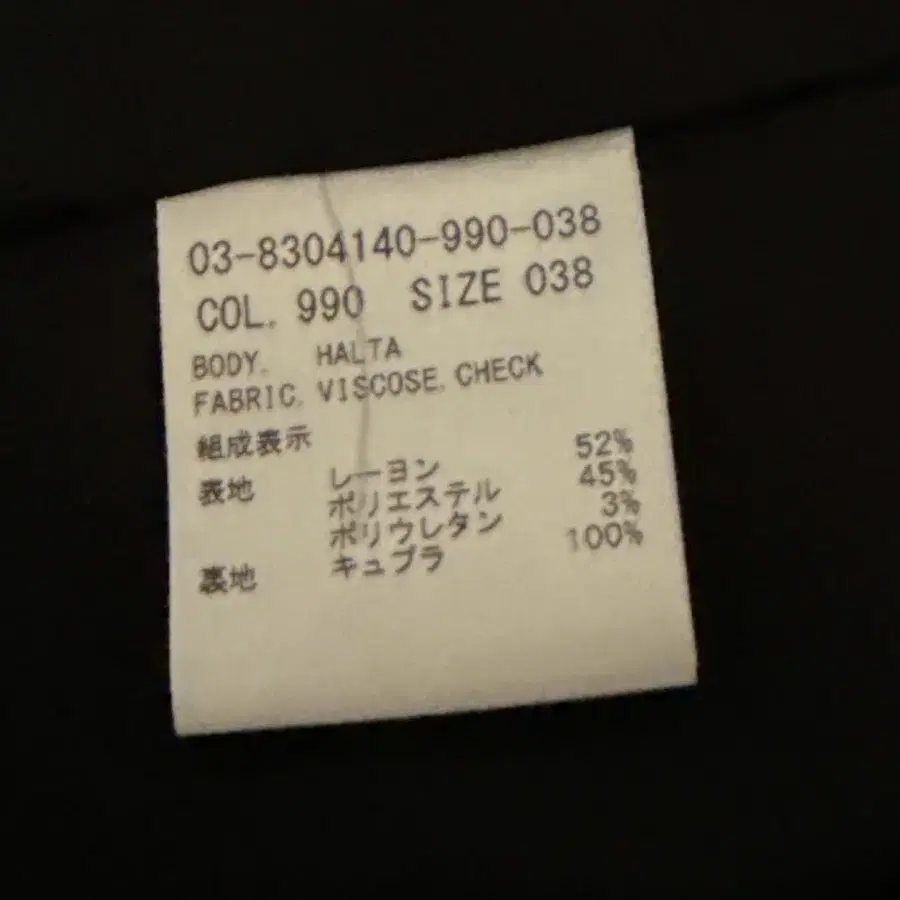 03-8304140-990-038
COL. 990 SIZE 038
BODY. HALTA
FABRIC. VISCOSE. CHECK
組成表示
表地 レーヨン 52%
ポリエステル 45%
ポリウレタン 3%
裏地 キュプラ 100%